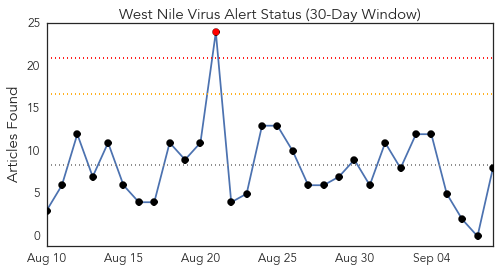 West Nile Virus Alert Status (30-Day Window)
Articles Found
25
20
15
10
5
0
Aug 10 Aug 15 Aug 20 Aug 25 Aug 30 Sep 04